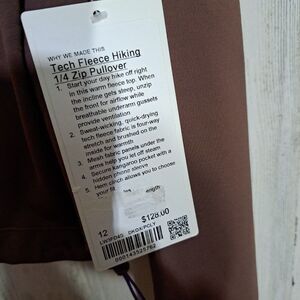 WHY WE MADE THIS
Tech Fleece Hiking
1/4 Zip Pullover
1. Start your day hike off right
in this warm fleece top. When
the incline gets steep, unzip
the front for airflow while
breathable underarm gussets
provide ventilation
2. Sweat-wicking, quick-drying
tech fleece fabric is four-way
stretch and brushed on the
inside for warmth
3. Mesh fabric panels under the
arms help you let off steam
4. Secure kangaroo pocket with a
hidden phone sleeve
5. Hem cinch allows you to choose
your length
12 $128.00
000143525762